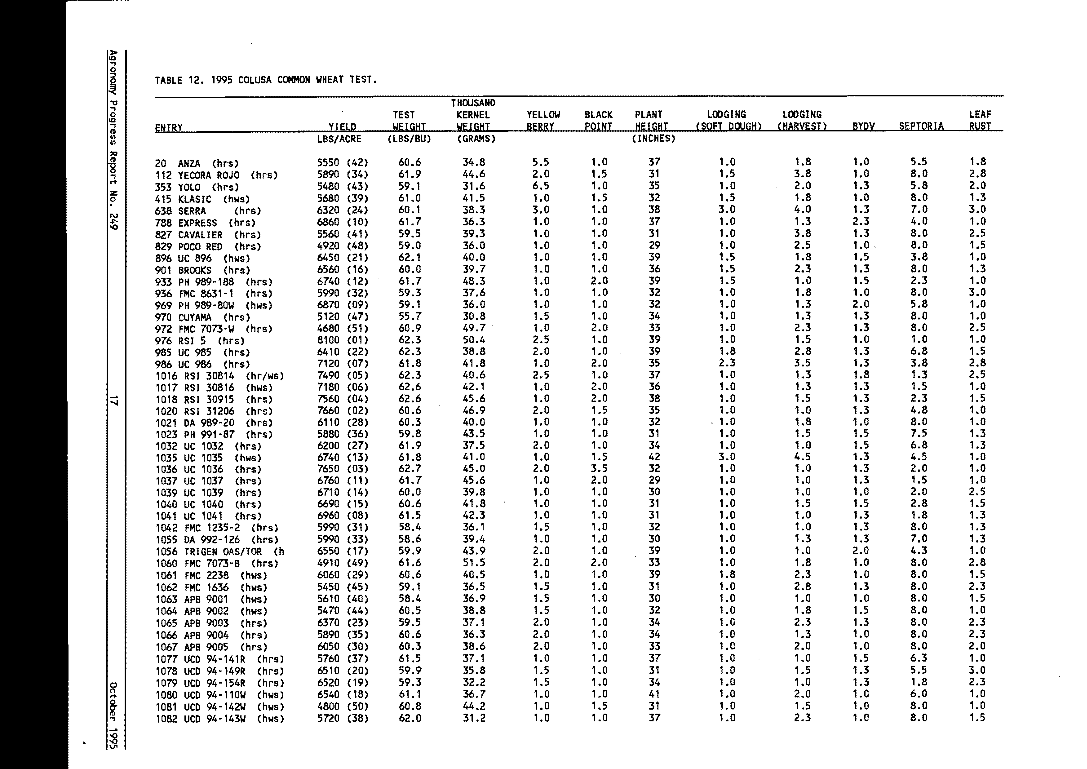 Agronomy Progress Report No. 249
17
October 1995
TABLE 12. 1995 COLUSA COMMON WHEAT TEST.
THOUSAND
TEST KERNEL YELLOW BLACK PLANT LODGING LODGING LEAF
ENTRY YIELD WEIGHT WEIGHT BERRY POINT HEIGHT (SOFT DOUGH) (HARVEST) BYDV SEPTORIA RUST
LBS/ACRE (LBS/BU) (GRAMS) (INCHES)
20 ANZA (hrs) 5550 (42) 60.6 34.8 5.5 1.0 37 1.0 1.8 1.0 5.5 1.8
112 YECORA ROJO (hrs) 5890 (34) 61.9 44.6 2.0 1.5 31 1.5 3.8 1.0 8.0 2.8
353 YOLO (hrs) 5480 (43) 59.1 31.6 6.5 1.0 35 1.0 2.0 1.3 5.8 2.0
415 KLASIC (hws) 5680 (39) 61.0 41.5 1.0 1.5 32 1.5 1.8 1.0 8.0 1.3
638 SERRA (hrs) 6320 (24) 60.1 38.3 3.0 1.0 38 3.0 4.0 1.3 7.0 3.0
788 EXPRESS (hrs) 6860 (10) 61.7 36.3 1.0 1.0 37 1.0 1.3 2.3 4.0 1.0
827 CAVALIER (hrs) 5560 (41) 59.5 39.3 1.0 1.0 31 1.0 3.8 1.3 8.0 2.5
829 POCO RED (hrs) 4920 (48) 59.0 36.0 1.0 1.0 29 1.0 2.5 1.0 8.0 1.5
896 UC 896 (hws) 6450 (21) 62.1 40.0 1.0 1.0 39 1.5 1.8 1.5 3.8 1.0
901 BROOKS (hrs) 6560 (16) 60.0 39.7 1.0 1.0 36 1.5 2.3 1.3 8.0 1.3
933 PH 989-188 (hrs) 6740 (12) 61.7 48.3 1.0 2.0 39 1.5 1.0 1.5 2.3 1.0
936 FMC 8631-1 (hrs) 5990 (32) 59.3 37.6 1.0 1.0 32 1.0 1.8 1.0 8.0 3.0
969 PH 989-80W (hws) 6870 (09) 59.1 36.0 1.0 1.0 32 1.0 1.3 2.0 5.8 1.0
970 CUYAMA (hrs) 5120 (47) 55.7 30.8 1.5 1.0 34 1.0 1.3 1.3 8.0 1.0
972 FMC 7073-W (hrs) 4680 (51) 60.9 49.7 1.0 2.0 33 1.0 2.3 1.3 8.0 2.5
976 RSI 5 (hrs) 8100 (01) 62.3 50.4 2.5 1.0 39 1.0 1.5 1.0 1.0 1.0
985 UC 985 (hrs) 6410 (22) 62.3 38.8 2.0 1.0 39 1.8 2.8 1.3 6.8 1.5
986 UC 986 (hrs) 7120 (07) 61.8 41.8 1.0 2.0 35 2.3 3.5 1.3 3.8 2.8
1016 RSI 30814 (hr/ws) 7490 (05) 62.3 40.6 2.5 1.0 37 1.0 1.3 1.8 1.3 2.5
1017 RSI 30816 (hws) 7180 (06) 62.6 42.1 1.0 2.0 36 1.0 1.3 1.3 1.5 1.0
1018 RSI 30915 (hrs) 7560 (04) 62.6 45.6 1.0 2.0 38 1.0 1.5 1.3 2.3 1.5
1020 RSI 31206 (hrs) 7660 (02) 60.6 46.9 2.0 1.5 35 1.0 1.0 1.3 4.8 1.0
1021 DA 989-20 (hrs) 6110 (28) 60.3 40.0 1.0 1.0 32 1.0 1.8 1.0 8.0 1.0
1023 PH 991-87 (hrs) 5880 (36) 59.8 43.5 1.0 1.0 31 1.0 1.5 1.5 7.5 1.3
1032 UC 1032 (hrs) 6200 (27) 61.9 37.5 2.0 1.0 34 1.0 1.0 1.5 6.8 1.3
1035 UC 1035 (hws) 6740 (13) 61.8 41.0 1.0 1.5 42 3.0 4.5 1.3 4.5 1.0
1036 UC 1036 (hrs) 7650 (03) 62.7 45.0 2.0 3.5 32 1.0 1.0 1.3 2.0 1.0
1037 UC 1037 (hrs) 6760 (11) 61.7 45.6 1.0 2.0 29 1.0 1.0 1.3 1.5 1.0
1039 UC 1039 (hrs) 6710 (14) 60.0 39.8 1.0 1.0 30 1.0 1.0 1.0 2.0 2.5
1040 UC 1040 (hrs) 6690 (15) 60.6 41.8 1.0 1.0 31 1.0 1.5 1.5 2.8 1.5
1041 UC 1041 (hrs) 6960 (08) 61.5 42.3 1.0 1.0 31 1.0 1.0 1.3 1.8 1.3
1042 FMC 1235-2 (hrs) 5990 (31) 58.4 36.1 1.5 1.0 32 1.0 1.0 1.3 8.0 1.3
1055 DA 992-126 (hrs) 5990 (33) 58.6 39.4 1.0 1.0 30 1.0 1.3 1.3 7.0 1.3
1056 TRIGEN OAS/TOR (h 6550 (17) 59.9 43.9 2.0 1.0 39 1.0 1.0 2.0 4.3 1.0
1060 FMC 7073-B (hrs) 4910 (49) 61.6 51.5 2.0 2.0 33 1.0 1.8 1.0 8.0 2.8
1061 FMC 2238 (hws) 6060 (29) 60.6 40.5 1.0 1.0 39 1.8 2.3 1.0 8.0 1.5
1062 FMC 1636 (hws) 5450 (45) 59.1 36.5 1.5 1.0 31 1.0 2.8 1.3 8.0 2.3
1063 APB 9001 (hws) 5610 (40) 58.4 36.9 1.5 1.0 30 1.0 1.0 1.0 8.0 1.5
1064 APB 9002 (hws) 5470 (44) 60.5 38.8 1.5 1.0 32 1.0 1.8 1.5 8.0 1.0
1065 APB 9003 (hrs) 6370 (23) 59.5 37.1 2.0 1.0 34 1.0 2.3 1.3 8.0 2.3
1066 APB 9004 (hrs) 5890 (35) 60.6 36.3 2.0 1.0 34 1.0 1.3 1.0 8.0 2.3
1067 APB 9005 (hrs) 6050 (30) 60.3 38.6 2.0 1.0 33 1.0 2.0 1.0 8.0 2.0
1077 UCD 94-141R (hrs) 5760 (37) 61.5 37.1 1.0 1.0 37 1.0 1.0 1.5 6.3 1.0
1078 UCD 94-149R (hrs) 6510 (20) 59.9 35.8 1.5 1.0 31 1.0 1.5 1.3 5.5 3.0
1079 UCD 94-154R (hrs) 6520 (19) 59.3 32.2 1.5 1.0 34 1.0 1.0 1.3 1.8 2.3
1080 UCD 94-110W (hws) 6540 (18) 61.1 36.7 1.0 1.0 41 1.0 2.0 1.0 6.0 1.0
1081 UCD 94-142W (hws) 4800 (50) 60.8 44.2 1.0 1.5 31 1.0 1.5 1.0 8.0 1.0
1082 UCD 94-143W (hws) 5720 (38) 62.0 31.2 1.0 1.0 37 1.0 2.3 1.0 8.0 1.5